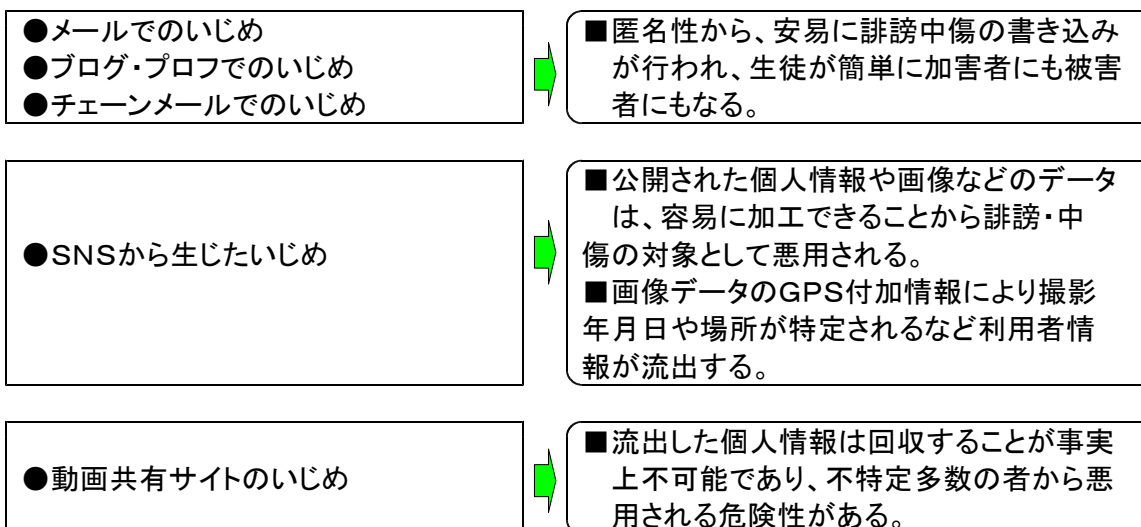 ●メールでのいじめ
●ブログ・プロフでのいじめ
●チェーンメールでのいじめ
■匿名性から、安易に誹謗中傷の書き込み
が行われ、生徒が簡単に加害者にも被害
者にもなる。
●SNSから生じたいじめ
■公開された個人情報や画像などのデータ
は、容易に加工できることから誹謗・中
傷の対象として悪用される。
■画像データのGPS付加情報により撮影
年月日や場所が特定されるなど利用者情
報が流出する。
●動画共有サイトのいじめ
■流出した個人情報は回収することが事実
上不可能であり、不特定多数の者から悪
用される危険性がある。